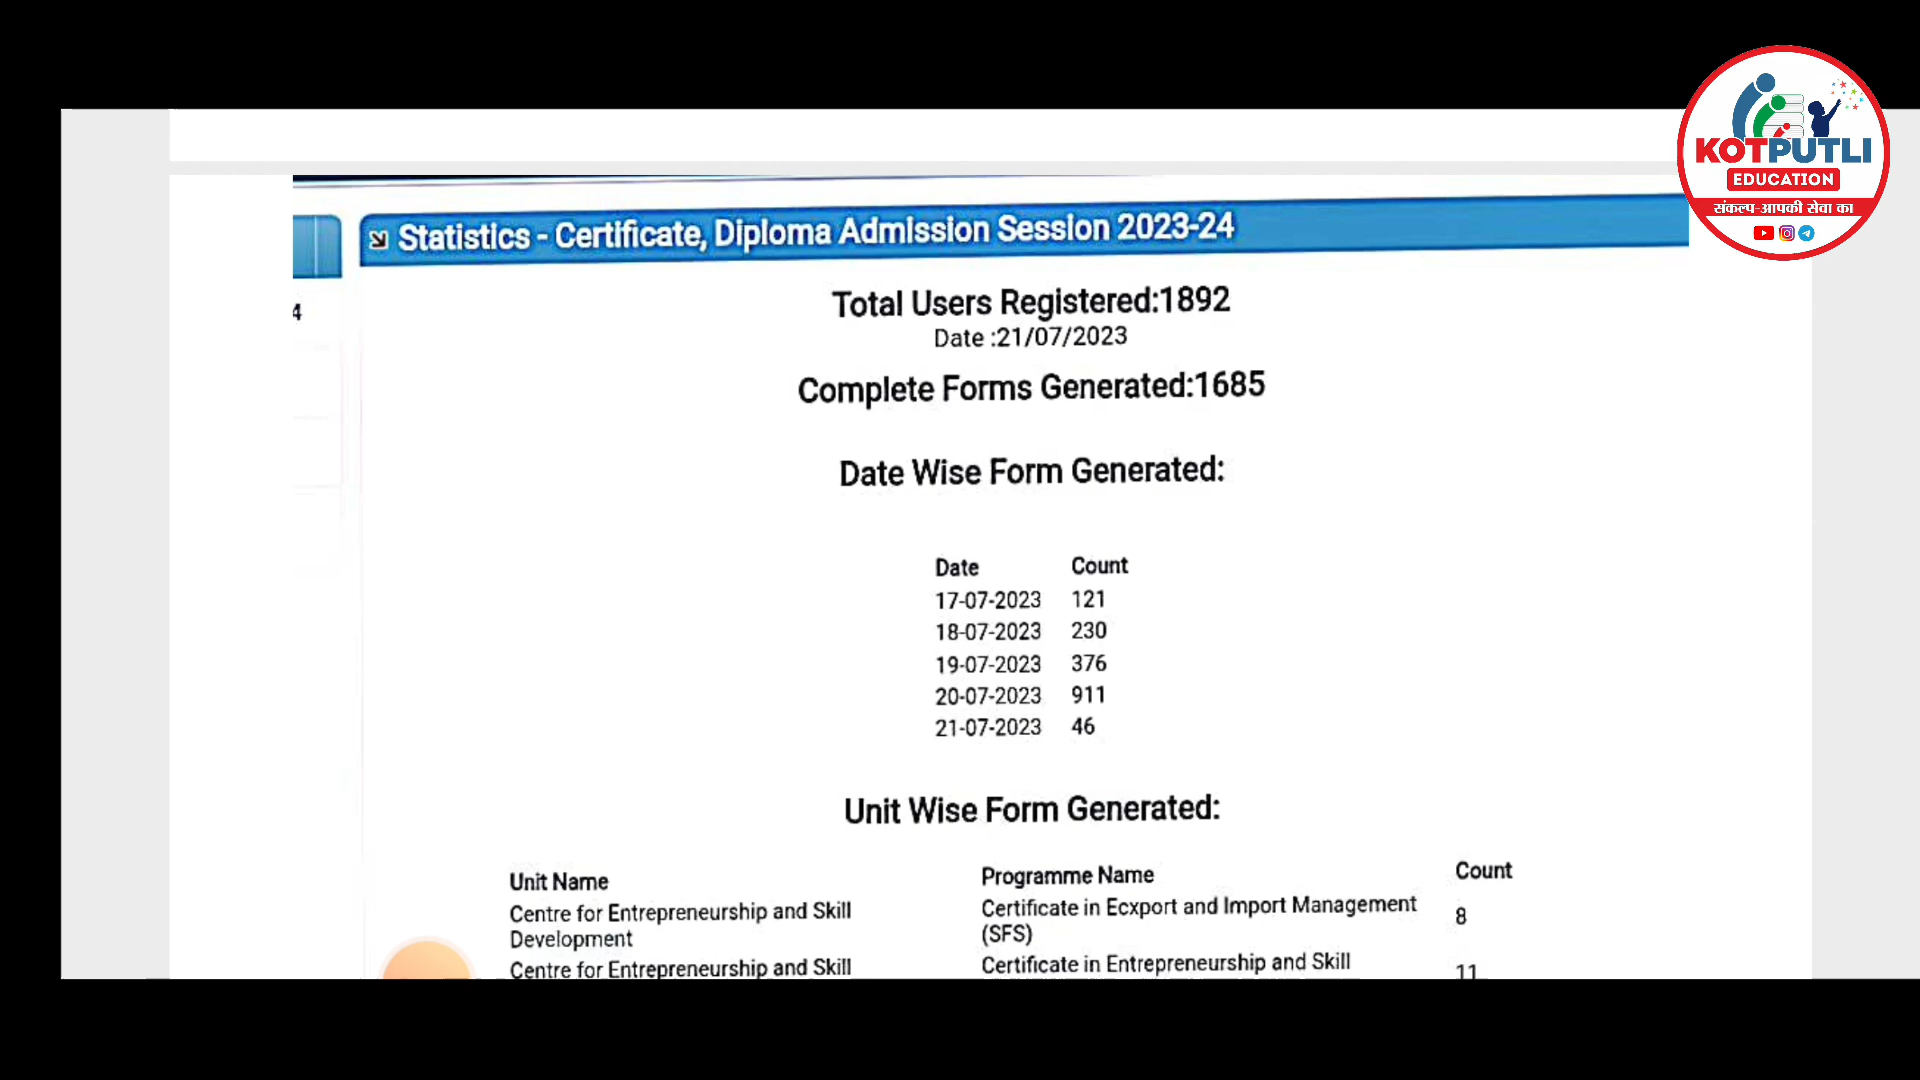 KOTPUTLI
EDUCATION
संकल्प-आपकी सेवा का
Statistics - Certificate, Diploma Admission Session 2023-24
4
Total Users Registered:1892
Date :21/07/2023
Complete Forms Generated:1685
Date Wise Form Generated:
Date Count
17-07-2023 121
18-07-2023 230
19-07-2023 376
20-07-2023 911
21-07-2023 46
Unit Wise Form Generated:
Unit Name Programme Name Count
Centre for Entrepreneurship and Skill Certificate in Ecxport and Import Management 8
Development (SFS)
Centre for Entrepreneurship and Skill Certificate in Entrepreneurship and Skill 11